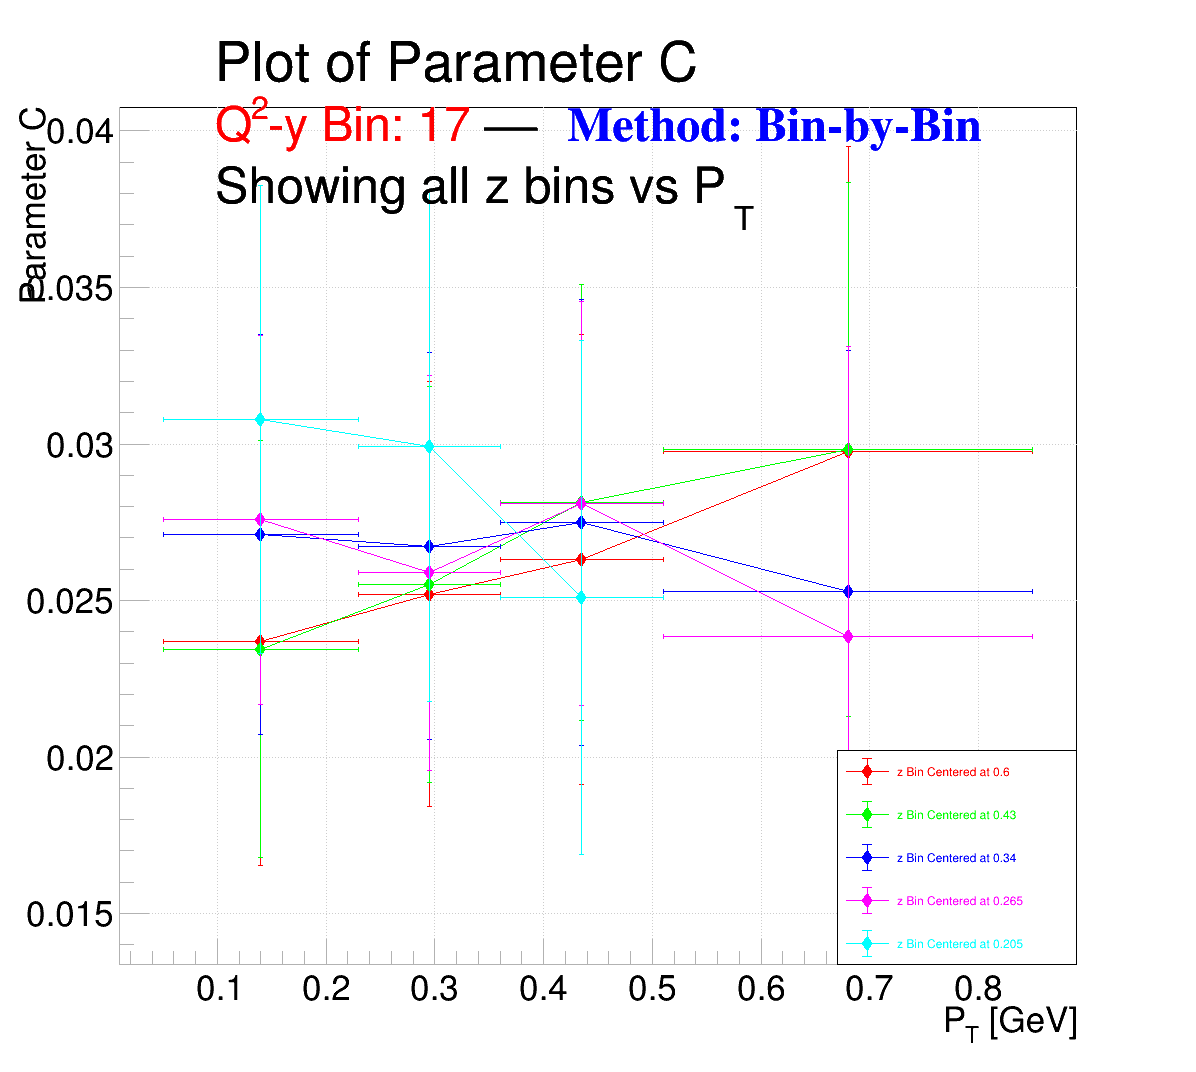 Plot of Parameter C
Q²-y Bin: 17 — Method: Bin-by-Bin
Showing all z bins vs P_T
Parameter C
0.04
0.035
0.03
0.025
0.02
0.015
z Bin Centered at 0.6
z Bin Centered at 0.43
z Bin Centered at 0.34
z Bin Centered at 0.265
z Bin Centered at 0.205
0.1 0.2 0.3 0.4 0.5 0.6 0.7 0.8
P_T [GeV]